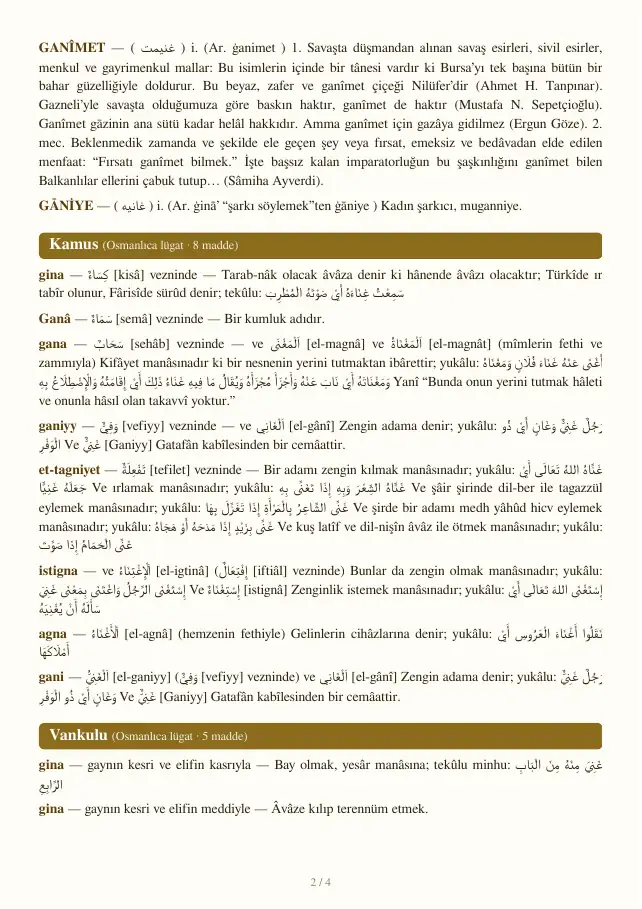 GANÎMET — ( غنيمت ) i. (Ar. ġanimet ) 1. Savaşta düşmandan alınan savaş esirleri, sivil esirler,
menkul ve gayrimenkul mallar: Bu isimlerin içinde bir tânesi vardır ki Bursa’yı tek başına bütün bir
bahar güzelliğiyle doldurur. Bu beyaz, zafer ve ganîmet çiçeği Nilüfer’dir (Ahmet H. Tanpınar).
Gazneli’yle savaşta olduğumuza göre baskın haktır, ganîmet de haktır (Mustafa N. Sepetçioğlu).
Ganîmet gāzinin ana sütü kadar helâl hakkıdır. Amma ganîmet için gazâya gidilmez (Ergun Göze). 2.
mec. Beklenmedik zamanda ve şekilde ele geçen şey veya fırsat, emeksiz ve bedâvadan elde edilen
menfaat: “Fırsatı ganîmet bilmek.” İşte başsız kalan imparatorluğun bu şaşkınlığını ganîmet bilen
Balkanlılar ellerini çabuk tutup… (Sâmiha Ayverdi).
GĀNİYE — ( غانيه ) i. (Ar. ġinā’ “şarkı söylemek”ten ġāniye ) Kadın şarkıcı, muganniye.
Kamus (Osmanlıca lügat · 8 madde)
gina — كِسَاءٌ [kisâ] vezninde — Tarab-nâk olacak âvâza denir ki hânende âvâzı olacaktır; Türkîde ır
tabîr olunur, Fârisîde sürûd denir; tekûlu: سَمِعْتُ غِنَاءَهُ أَيْ صَوْتَهُ الْمُطْرِبَ
Ganâ — سَمَاءٌ [semâ] vezninde — Bir kumluk adıdır.
gana — سَحَابٌ [sehâb] vezninde — ve اَلْمَغْنَى [el-magnâ] ve اَلْمَغْنَاةُ [el-magnât] (mîmlerin fethi ve
zammıyla) Kifâyet manâsınadır ki bir nesnenin yerini tutmaktan ibârettir; yukâlu: أَغْنَى عَنْهُ غَنَاءَ فُلَانٍ وَمَغْنَاهُ
وَمَغْنَاتَهُ أَيْ نَابَ عَنْهُ وَأَجْزَأَ مُجْزَأَهُ وَيُقَالُ مَا فِيهِ غَنَاءُ ذَلِكَ أَيْ إِقَامَتُهُ وَالْإِضْطِلَاعُ بِهِ Yanî “Bunda onun yerini tutmak hâleti
ve onunla hâsıl olan takavvî yoktur.”
ganiyy — وَفِيٌّ [vefiyy] vezninde — ve اَلْغَانِي [el-gânî] Zengin adama denir; yukâlu: رَجُلٌ غَنِيٌّ وَغَانٍ أَيْ ذُو
الْوَفْرِ Ve غَنِيٌّ [Ganiyy] Gatafân kabîlesinden bir cemâattir.
et-tagniyet — تَفْعِلَةٌ [tefilet] vezninde — Bir adamı zengin kılmak manâsınadır; yukâlu: غَنَّاهُ اللهُ تَعَالَى أَيْ
جَعَلَهُ غَنِيًّا Ve ırlamak manâsınadır; yukâlu: غَنَّاهُ الشِّعْرَ وَبِهِ إِذَا تَغَنَّى بِهِ Ve şâir şirinde dil-ber ile tagazzül
eylemek manâsınadır; yukâlu: غَنَّى الشَّاعِرُ بِالْمَرْأَةِ إِذَا تَغَزَّلَ بِهَا Ve şirde bir adamı medh yâhûd hicv eylemek
manâsınadır; yukâlu: غَنَّى بِزَيْدٍ إِذَا مَدَحَهُ أَوْ هَجَاهُ Ve kuş latîf ve dil-nişîn âvâz ile ötmek manâsınadır; yukâlu:
غَنَّى الْحَمَامُ إِذَا صَوَّتَ
istigna — ve اَلْإِغْتِنَاءُ [el-igtinâ] (إِفْتِعَالٌ [iftiâl] vezninde) Bunlar da zengin olmak manâsınadır; yukâlu:
إِسْتَغْنَى الرَّجُلُ وَاغْتَنَى بِمَعْنَى غَنِيَ Ve إِسْتِغْنَاءٌ [istignâ] Zenginlik istemek manâsınadır; yukâlu: إِسْتَغْنَى اللهَ تَعَالَى أَيْ
سَأَلَهُ أَنْ يُغْنِيَهُ
agna — اَلْأَغْنَاءُ [el-agnâ] (hemzenin fethiyle) Gelinlerin cihâzlarına denir; yukâlu: نَقَلُوا أَغْنَاءَ الْعَرُوسِ أَيْ
أَمْلَاكَهَا
gani — اَلْغَنِيُّ [el-ganiyy] (وَفِيٌّ [vefiyy] vezninde) ve اَلْغَانِي [el-gânî] Zengin adama denir; yukâlu: رَجُلٌ غَنِيٌّ
وَغَانٍ أَيْ ذُو الْوَفْرِ Ve غَنِيٌّ [Ganiyy] Gatafân kabîlesinden bir cemâattir.
Vankulu (Osmanlıca lügat · 5 madde)
gina — gaynın kesri ve elifin kasrıyla — Bay olmak, yesâr manâsına; tekûlu minhu: غَنِيَ مِنْهُ مِنَ الْبَابِ
الرَّابِعِ
gina — gaynın kesri ve elifin meddiyle — Âvâze kılıp terennüm etmek.
2 / 4